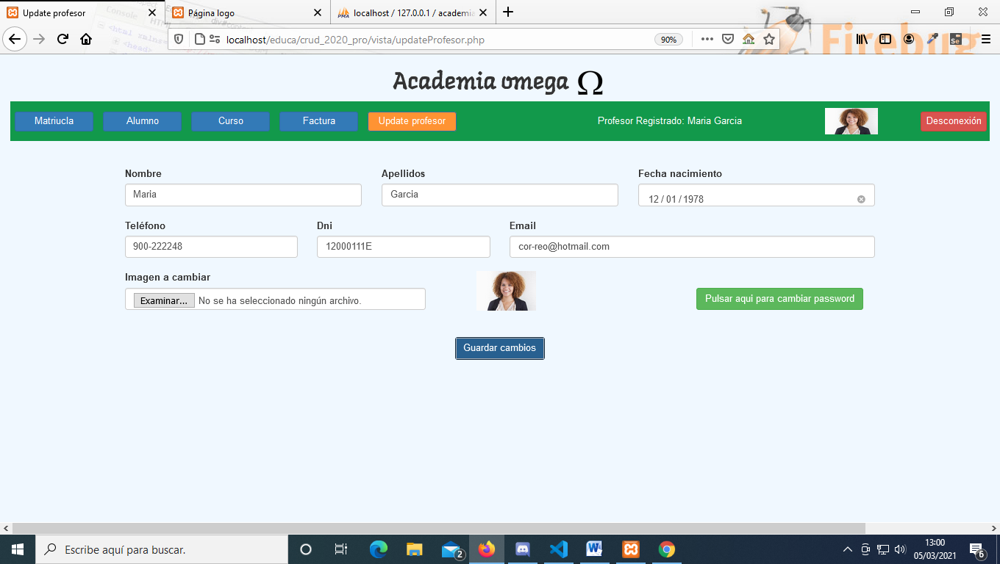 Update profesor
Página logo
localhost / 127.0.0.1 / academia
localhost/educa/crud_2020_pro/vista/updateProfesor.php
90%
Academia omega Ω
Matriucla
Alumno
Curso
Factura
Update profesor
Profesor Registrado: Maria Garcia
Desconexión
Nombre
Apellidos
Fecha nacimiento
Maria
Garcia
12 / 01 / 1978
Teléfono
Dni
Email
900-222248
12000111E
cor-reo@hotmail.com
Imagen a cambiar
Examinar... No se ha seleccionado ningún archivo.
Pulsar aqui para cambiar password
Guardar cambios
Escribe aquí para buscar.
2
13:00
05/03/2021
6